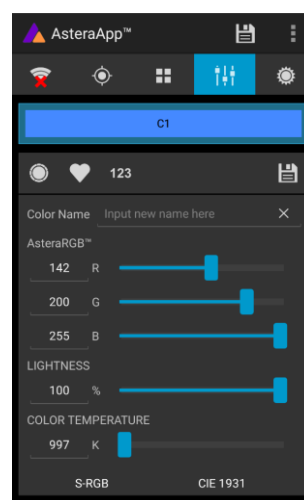 AsteraApp™
C1
123
Color Name Input new name here
AsteraRGB™
142 R
200 G
255 B
LIGHTNESS
100 %
COLOR TEMPERATURE
997 K
S-RGB CIE 1931